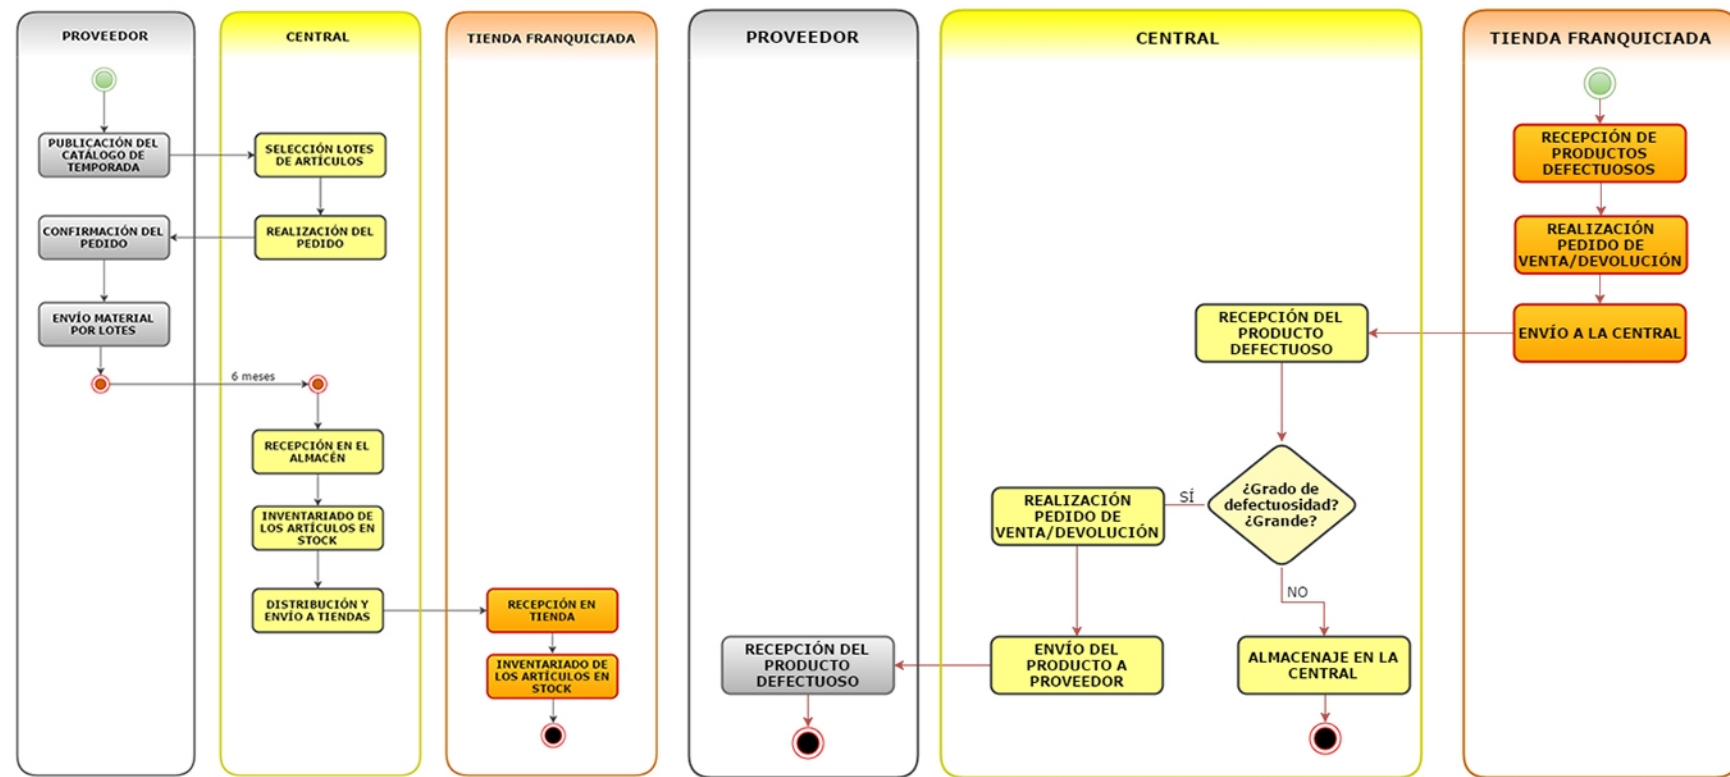 PROVEEDOR
CENTRAL
TIENDA FRANQUICIADA
PUBLICACIÓN DEL
CATÁLOGO DE
TEMPORADA
SELECCIÓN LOTES
DE ARTÍCULOS
CONFIRMACIÓN DEL
PEDIDO
REALIZACIÓN DEL
PEDIDO
ENVÍO MATERIAL
POR LOTES
6 meses
RECEPCIÓN EN EL
ALMACÉN
INVENTARIADO DE
LOS ARTÍCULOS EN
STOCK
DISTRIBUCIÓN Y
ENVÍO A TIENDAS
RECEPCIÓN EN
TIENDA
INVENTARIADO DE
LOS ARTÍCULOS EN
STOCK
PROVEEDOR
CENTRAL
TIENDA FRANQUICIADA
RECEPCIÓN DE
PRODUCTOS
DEFECTUOSOS
REALIZACIÓN
PEDIDO DE
VENTA/DEVOLUCIÓN
ENVÍO A LA CENTRAL
RECEPCIÓN DEL
PRODUCTO
DEFECTUOSO
¿Grado de
defectuosidad?
¿Grande?
SÍ
REALIZACIÓN
PEDIDO DE
VENTA/DEVOLUCIÓN
NO
ENVÍO DEL
PRODUCTO A
PROVEEDOR
ALMACENAJE EN LA
CENTRAL
RECEPCIÓN DEL
PRODUCTO
DEFECTUOSO